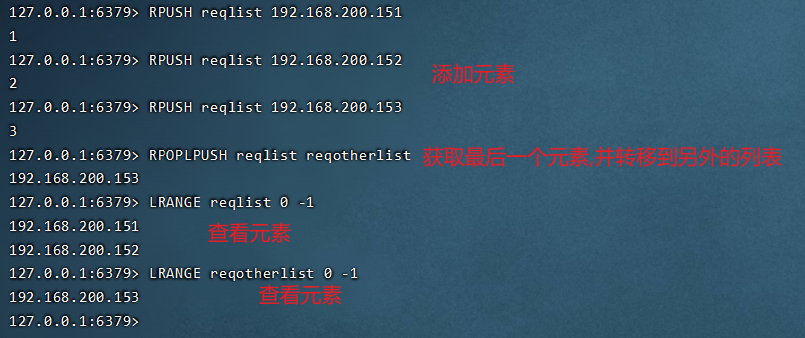 127.0.0.1:6379> RPUSH reqlist 192.168.200.151
1
127.0.0.1:6379> RPUSH reqlist 192.168.200.152
添加元素
2
127.0.0.1:6379> RPUSH reqlist 192.168.200.153
3
127.0.0.1:6379> RPOPLPUSH reqlist reqotherlist 获取最后一个元素,并转移到另外的列表
192.168.200.153
127.0.0.1:6379> LRANGE reqlist 0 -1
192.168.200.151
查看元素
192.168.200.152
127.0.0.1:6379> LRANGE reqotherlist 0 -1
192.168.200.153 查看元素
127.0.0.1:6379>